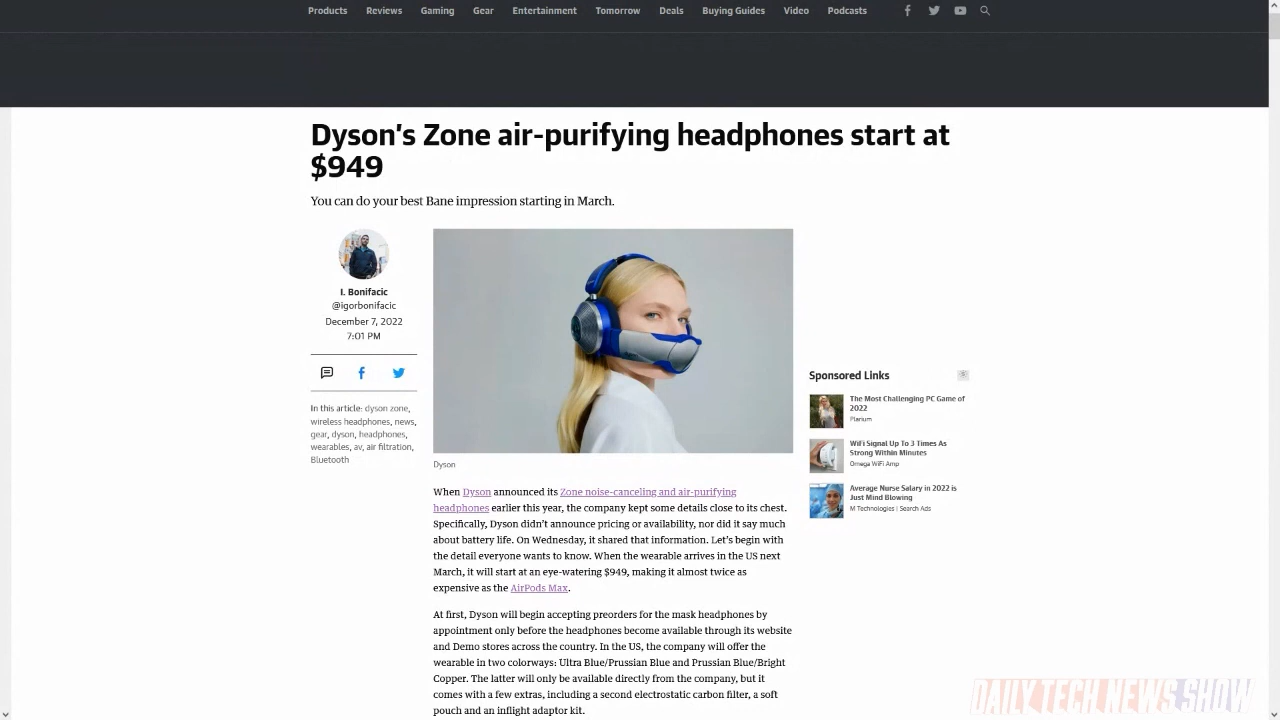 Products Reviews Gaming Gear Entertainment Tomorrow Deals Buying Guides Video Podcasts
Dyson's Zone air-purifying headphones start at
$949
You can do your best Bane impression starting in March.
I. Bonifacic
@igorbonifacic
December 7, 2022
7:01 PM
In this article: dyson zone,
wireless headphones, news,
gear, dyson, headphones,
wearables, av, air filtration,
Bluetooth
Dyson
When Dyson announced its Zone noise-canceling and air-purifying
headphones earlier this year, the company kept some details close to its chest.
Specifically, Dyson didn't announce pricing or availability, nor did it say much
about battery life. On Wednesday, it shared that information. Let's begin with
the detail everyone wants to know. When the wearable arrives in the US next
March, it will start at an eye-watering $949, making it almost twice as
expensive as the AirPods Max.
At first, Dyson will begin accepting preorders for the mask headphones by
appointment only before the headphones become available through its website
and Demo stores across the country. In the US, the company will offer the
wearable in two colorways: Ultra Blue/Prussian Blue and Prussian Blue/Bright
Copper. The latter will only be available directly from the company, but it
comes with a few extras, including a second electrostatic carbon filter, a soft
pouch and an inflight adaptor kit.
Sponsored Links
The Most Challenging PC Game of
2022
Plarium
WiFi Signal Up To 3 Times As
Strong Within Minutes
Omega WiFi Amp
Average Nurse Salary in 2022 is
Just Mind Blowing
M Technologies | Search Ads
DAILY TECH NEWS SHOW